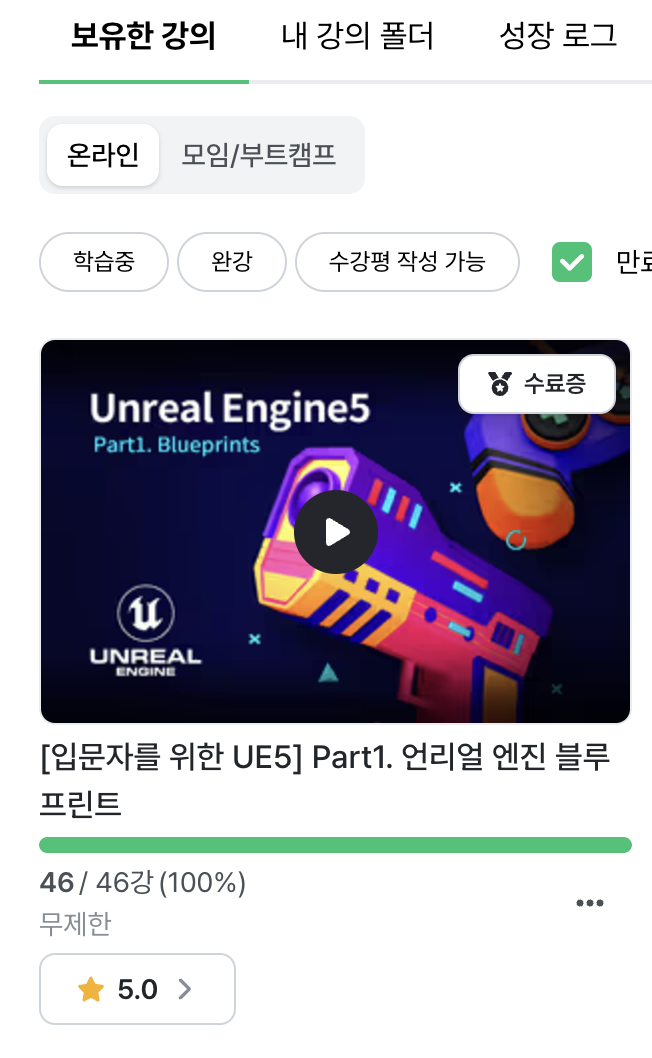 보유한 강의 내 강의 폴더 성장 로그
온라인 모임/부트캠프
학습중 완강 수강평 작성 가능
수료증
Unreal Engine5
Part1. Blueprints
UNREAL
ENGINE
[입문자를 위한 UE5] Part1. 언리얼 엔진 블루
프린트
46 / 46강 (100%)
무제한
5.0